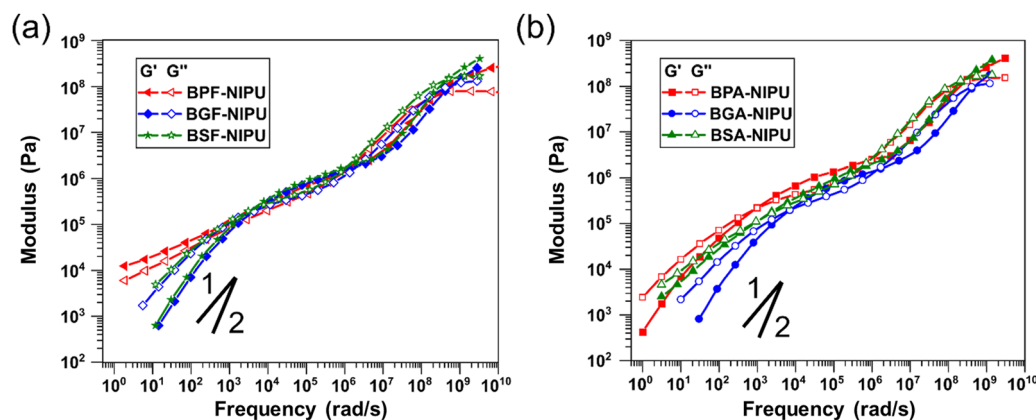 (a)
10⁹
10⁸
10⁷
10⁶
10⁵
10⁴
10³
10²
Modulus (Pa)
G' G''
BPF-NIPU
BGF-NIPU
BSF-NIPU
1
2
10⁰ 10¹ 10² 10³ 10⁴ 10⁵ 10⁶ 10⁷ 10⁸ 10⁹ 10¹⁰
Frequency (rad/s)
(b)
10⁹
10⁸
10⁷
10⁶
10⁵
10⁴
10³
10²
Modulus (Pa)
G' G''
BPA-NIPU
BGA-NIPU
BSA-NIPU
1
2
10⁰ 10¹ 10² 10³ 10⁴ 10⁵ 10⁶ 10⁷ 10⁸ 10⁹ 10¹⁰
Frequency (rad/s)